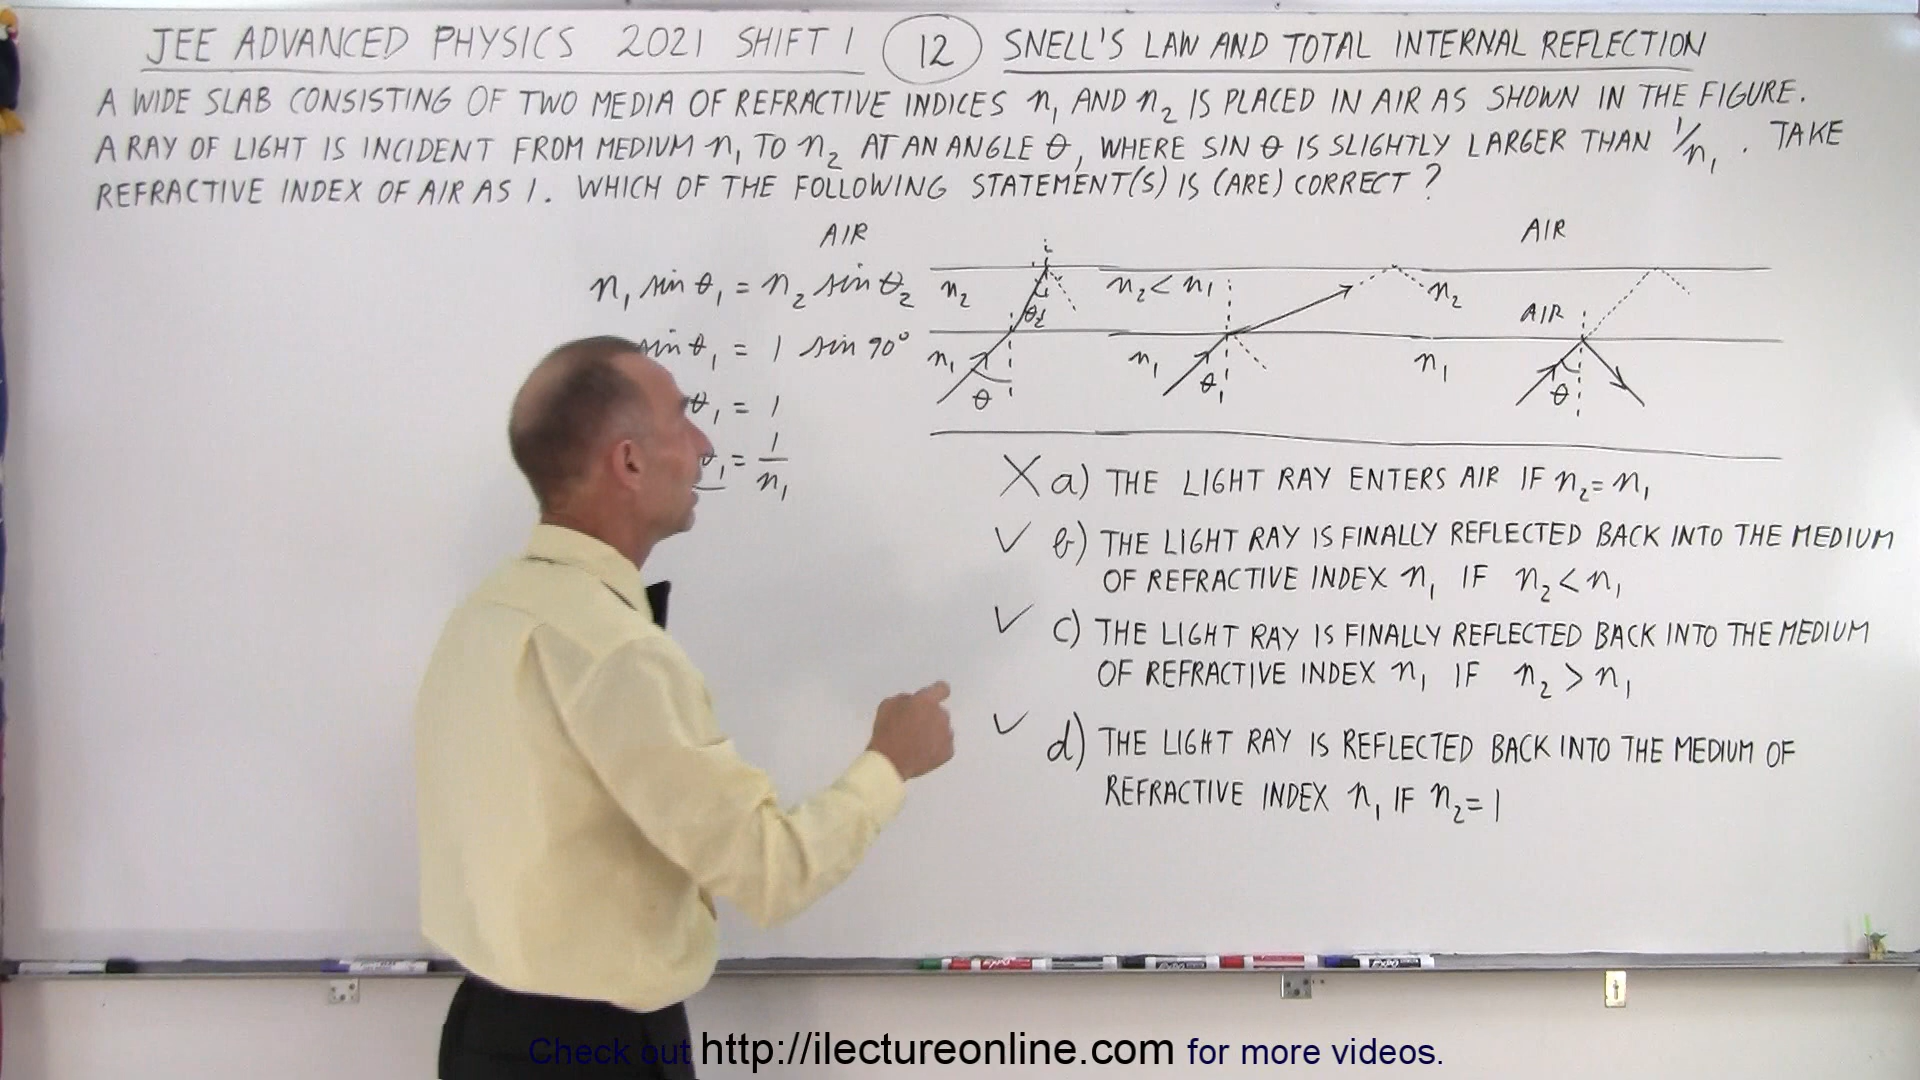 JEE ADVANCED PHYSICS 2021 SHIFT 1 12 SNELL'S LAW AND TOTAL INTERNAL REFLECTION
A WIDE SLAB CONSISTING OF TWO MEDIA OF REFRACTIVE INDICES n₁ AND n₂ IS PLACED IN AIR AS SHOWN IN THE FIGURE.
A RAY OF LIGHT IS INCIDENT FROM MEDIUM n₁ TO n₂ AT AN ANGLE θ, WHERE SIN θ IS SLIGHTLY LARGER THAN 1/n₁. TAKE
REFRACTIVE INDEX OF AIR AS 1. WHICH OF THE FOLLOWING STATEMENT(S) IS (ARE) CORRECT?
AIR AIR
n₁ sin θ₁ = n₂ sin θ₂
sin θ₁ = 1 sin 90°
θ₁ = 1
θ₁ = 1/n₁
n₂ n₂ < n₁ n₂
θ₂ AIR
n₁ n₁ n₁
θ θ₁ θ
X a) THE LIGHT RAY ENTERS AIR IF n₂ = n₁
✓ b) THE LIGHT RAY IS FINALLY REFLECTED BACK INTO THE MEDIUM
OF REFRACTIVE INDEX n₁ IF n₂ < n₁
✓ c) THE LIGHT RAY IS FINALLY REFLECTED BACK INTO THE MEDIUM
OF REFRACTIVE INDEX n₁ IF n₂ > n₁
✓ d) THE LIGHT RAY IS REFLECTED BACK INTO THE MEDIUM OF
REFRACTIVE INDEX n₁ IF n₂ = 1
EXPO EXPO
Check out http://ilectureonline.com for more videos.